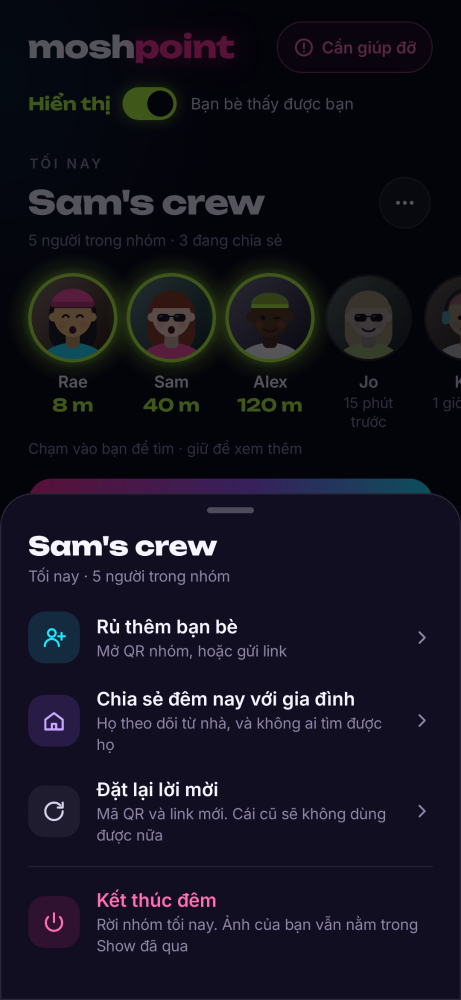 moshpoint
Cần giúp đỡ
Hiển thị
Bạn bè thấy được bạn
TỐI NAY
Sam's crew
5 người trong nhóm · 3 đang chia sẻ
Rae
Sam
Alex
Jo
8 m
40 m
120 m
15 phút
trước
Chạm vào bạn để tìm · giữ để xem thêm
Sam's crew
Tối nay · 5 người trong nhóm
Rủ thêm bạn bè
Mở QR nhóm, hoặc gửi link
Chia sẻ đêm nay với gia đình
Họ theo dõi từ nhà, và không ai tìm được
họ
Đặt lại lời mời
Mã QR và link mới. Cái cũ sẽ không dùng
được nữa
Kết thúc đêm
Rời nhóm tối nay. Ảnh của bạn vẫn nằm trong
Show đã qua